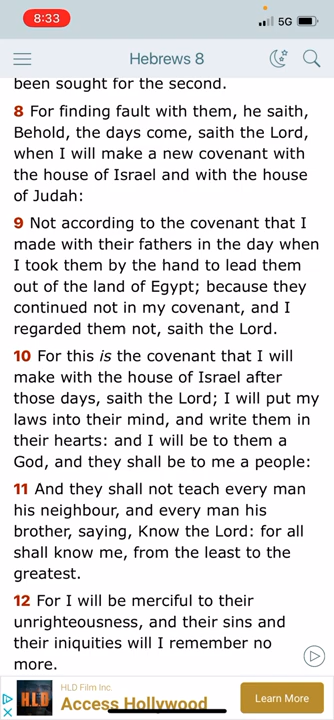 8:33
5G
Hebrews 8
been sought for the second.
8 For finding fault with them, he saith,
Behold, the days come, saith the Lord,
when I will make a new covenant with
the house of Israel and with the house
of Judah:
9 Not according to the covenant that I
made with their fathers in the day when
I took them by the hand to lead them
out of the land of Egypt; because they
continued not in my covenant, and I
regarded them not, saith the Lord.
10 For this is the covenant that I will
make with the house of Israel after
those days, saith the Lord; I will put my
laws into their mind, and write them in
their hearts: and I will be to them a
God, and they shall be to me a people:
11 And they shall not teach every man
his neighbour, and every man his
brother, saying, Know the Lord: for all
shall know me, from the least to the
greatest.
12 For I will be merciful to their
unrighteousness, and their sins and
their iniquities will I remember no
more.
HLD
HLD Film Inc.
Access Hollywood
Learn More